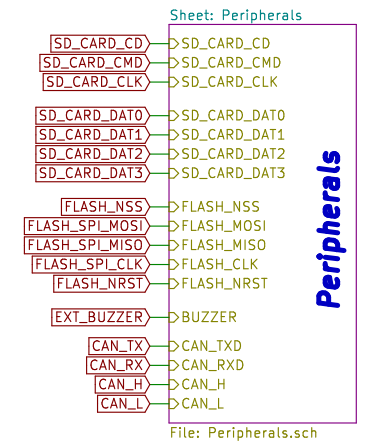 Sheet: Peripherals
SD_CARD_CD SD_CARD_CD
SD_CARD_CMD SD_CARD_CMD
SD_CARD_CLK SD_CARD_CLK
SD_CARD_DAT0 SD_CARD_DAT0
SD_CARD_DAT1 SD_CARD_DAT1
SD_CARD_DAT2 SD_CARD_DAT2
SD_CARD_DAT3 SD_CARD_DAT3
Peripherals
FLASH_NSS FLASH_NSS
FLASH_SPI_MOSI FLASH_MOSI
FLASH_SPI_MISO FLASH_MISO
FLASH_SPI_CLK FLASH_CLK
FLASH_NRST FLASH_NRST
EXT_BUZZER BUZZER
CAN_TX CAN_TXD
CAN_RX CAN_RXD
CAN_H CAN_H
CAN_L CAN_L
File: Peripherals.sch